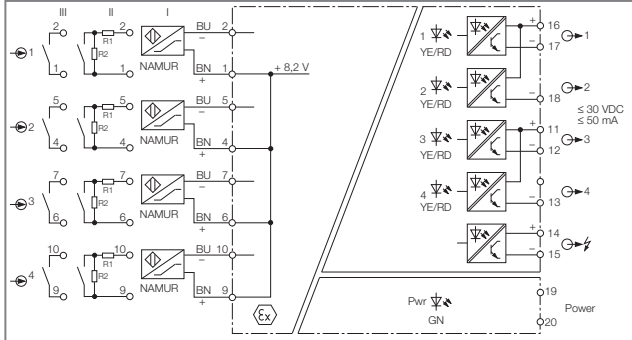 III II I
2 2 BU 2
R1
−
1 R2
1 1 BN 1
NAMUR
+
+ 8,2 V
5 5 BU 5
R1
−
2 R2
4 4 BN 4
NAMUR
+
7 7 BU 7
R1
−
3 R2
6 6 BN 6
NAMUR
+
10 10 BU 10
R1
−
4 R2
9 9 BN 9
NAMUR
+
Ex
1 + 16 1
YE/RD − 17
2 2
YE/RD − 18
≤ 30 VDC
≤ 50 mA
3 + 11 3
YE/RD − 12
4 4
YE/RD − 13
+ 14
− 15
Pwr 19
GN Power
20